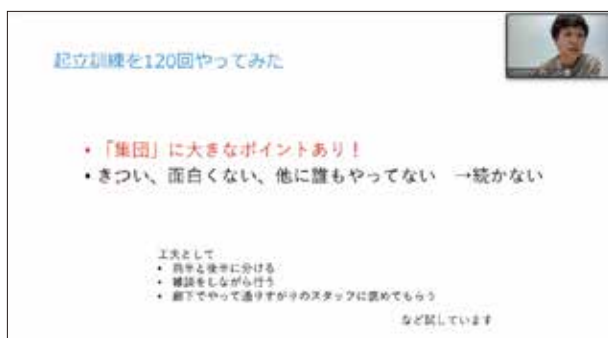 起立訓練を120回やってみた
• 「集団」に大きなポイントあり！
• きつい、面白くない、他に誰もやってない　→続かない
工夫として
• 前半と後半に分ける
• 雑談をしながら行う
• 廊下でやって通りすがりのスタッフに褒めてもらう
など試しています